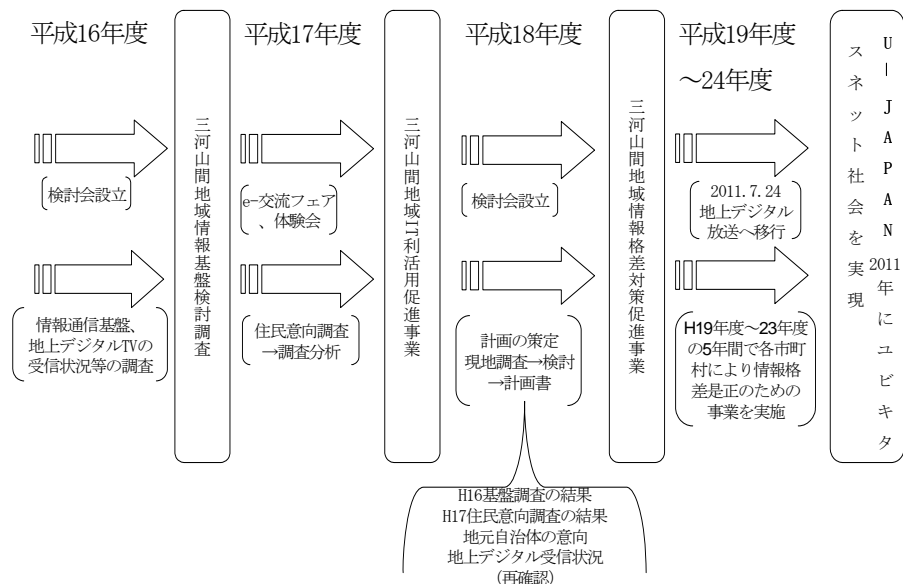 平成16年度
検討会設立
情報通信基盤、
地上デジタルTVの
受信状況等の調査
三河山間地域情報基盤検討調査
平成17年度
e-交流フェア
、体験会
住民意向調査
→調査分析
三河山間地域IT利活用促進事業
平成18年度
検討会設立
計画の策定
現地調査→検討
→計画書
H16基盤調査の結果
H17住民意向調査の結果
地元自治体の意向
地上デジタル受信状況
(再確認)
三河山間地域情報格差対策促進事業
平成19年度
～24年度
2011.7.24
地上デジタル
放送へ移行
H19年度～23年度
の5年間で各市町
村により情報格
差是正のための
事業を実施
U－JAPAN 2011年にユビキタ
スネット社会を実現